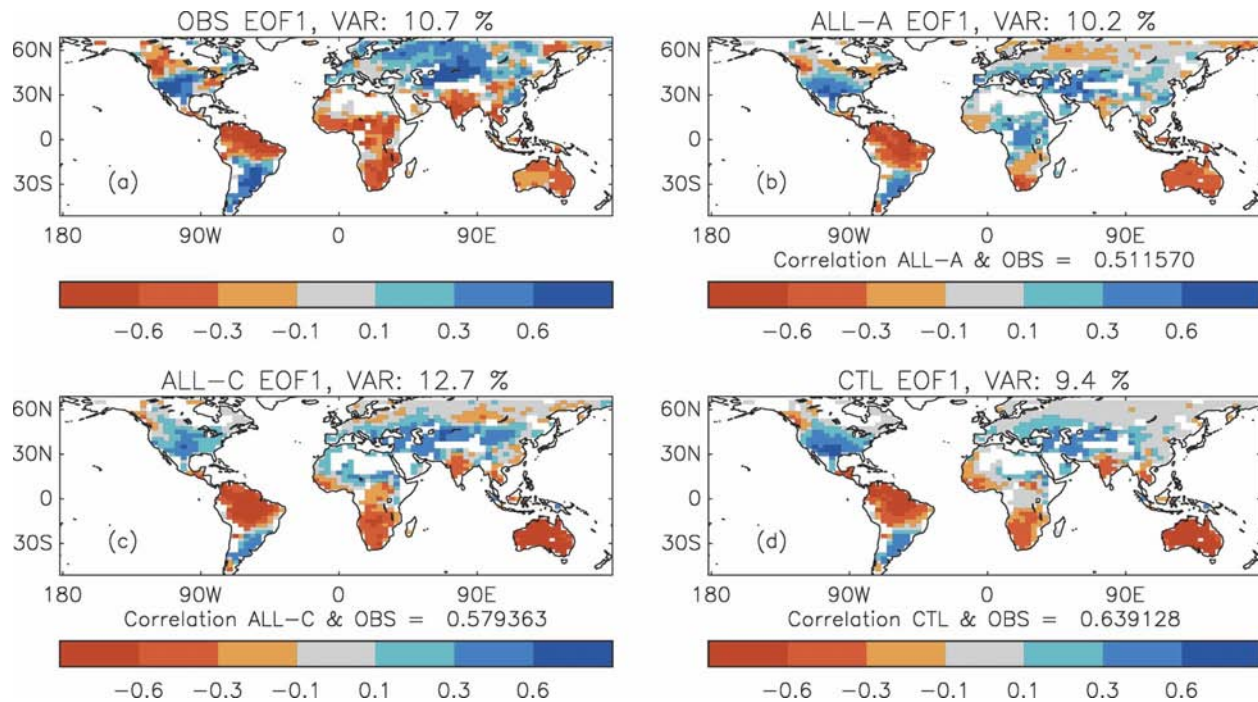 OBS EOF1, VAR: 10.7 %
60N
30N
0
30S
(a)
180 90W 0 90E
−0.6 −0.3 −0.1 0.1 0.3 0.6
ALL−A EOF1, VAR: 10.2 %
60N
30N
0
30S
(b)
180 90W 0 90E
Correlation ALL−A & OBS = 0.511570
−0.6 −0.3 −0.1 0.1 0.3 0.6
ALL−C EOF1, VAR: 12.7 %
60N
30N
0
30S
(c)
180 90W 0 90E
Correlation ALL−C & OBS = 0.579363
−0.6 −0.3 −0.1 0.1 0.3 0.6
CTL EOF1, VAR: 9.4 %
60N
30N
0
30S
(d)
180 90W 0 90E
Correlation CTL & OBS = 0.639128
−0.6 −0.3 −0.1 0.1 0.3 0.6